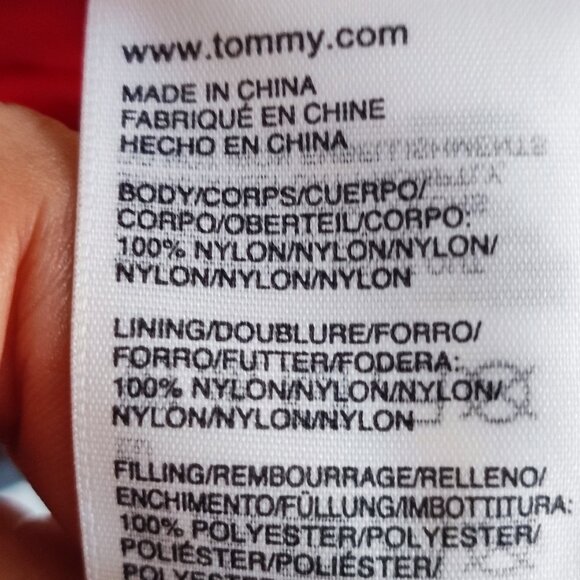 www.tommy.com
MADE IN CHINA
FABRIQUÉ EN CHINE
HECHO EN CHINA
BODY/CORPS/CUERPO/
CORPO/OBERTEIL/CORPO:
100% NYLON/NYLON/NYLON/
NYLON/NYLON/NYLON
LINING/DOUBLURE/FORRO/
FORRO/FUTTER/FODERA:
100% NYLON/NYLON/NYLON/
NYLON/NYLON/NYLON
FILLING/REMBOURRAGE/RELLENO/
ENCHIMENTO/FÜLLUNG/IMBOTTITURA:
100% POLYESTER/POLYESTER/
POLIÉSTER/POLIÉSTER/
POLYESTER/